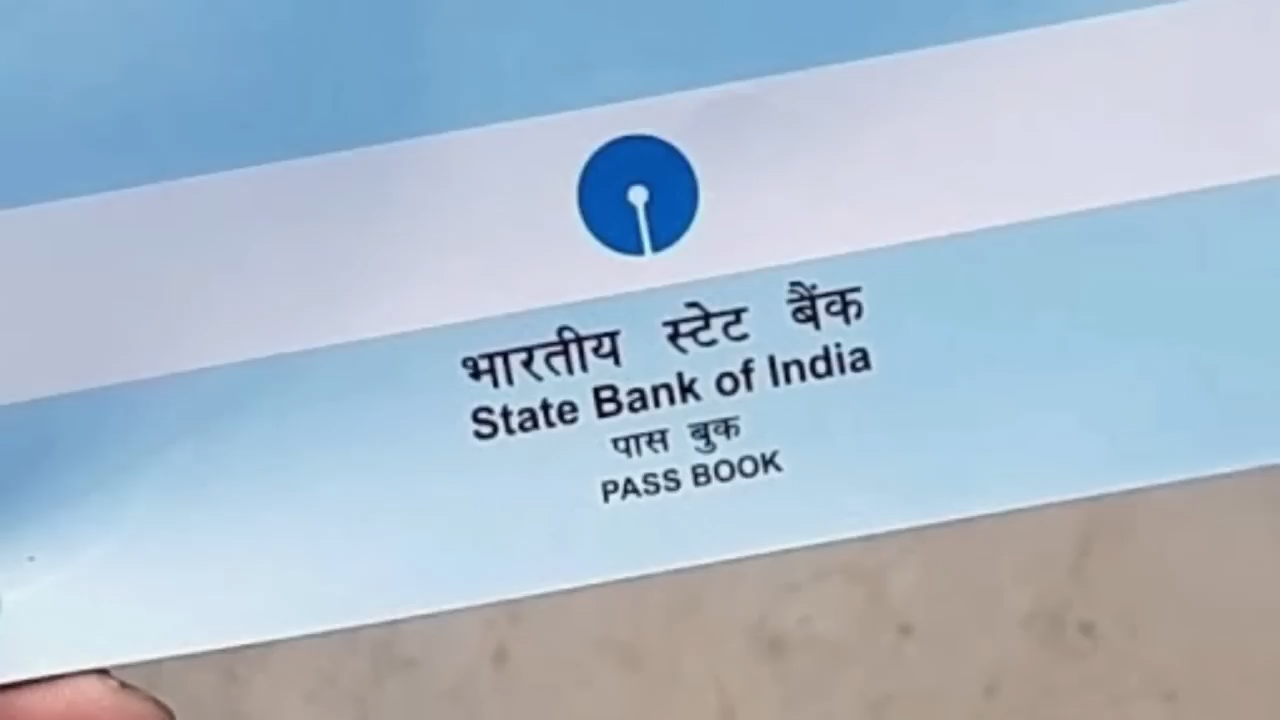 भारतीय स्टेट बैंक
State Bank of India
पास बुक
PASS BOOK